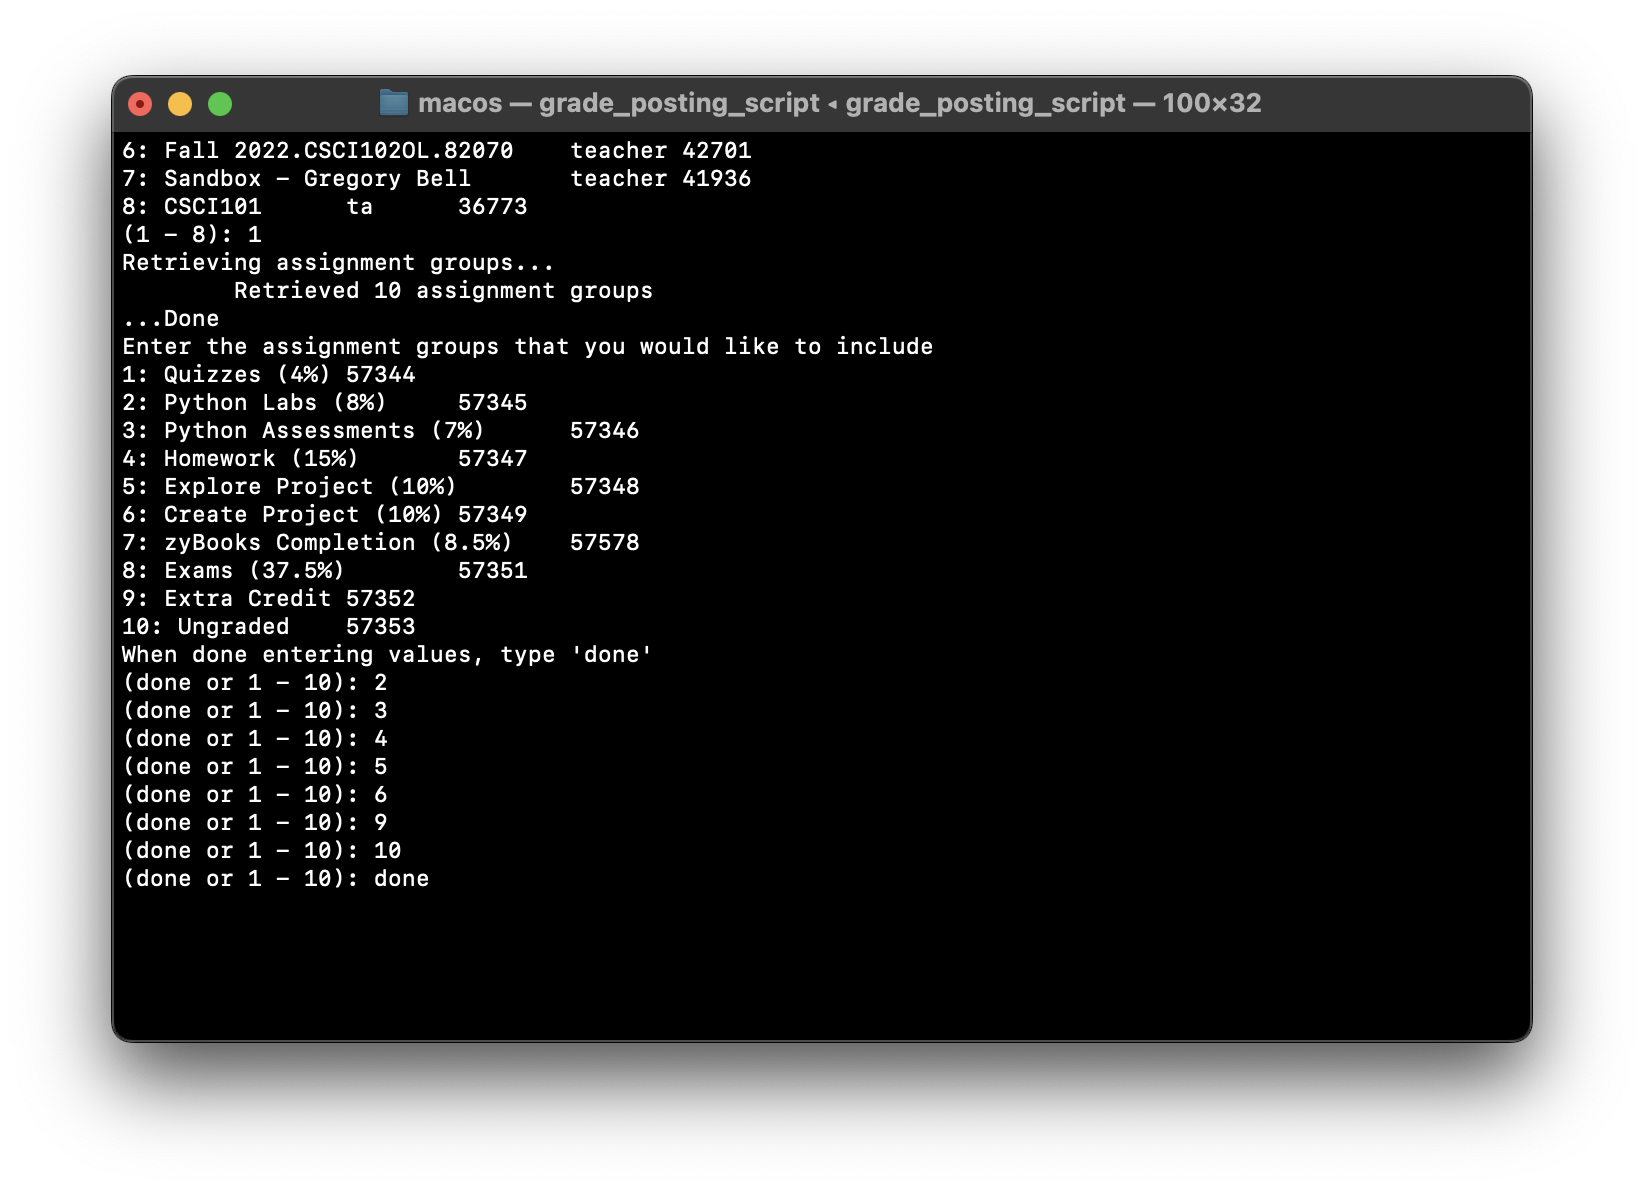 macos — grade_posting_script ◂ grade_posting_script — 100×32
6: Fall 2022.CSCI102OL.82070    teacher 42701
7: Sandbox - Gregory Bell       teacher 41936
8: CSCI101      ta      36773
(1 - 8): 1
Retrieving assignment groups...
        Retrieved 10 assignment groups
...Done
Enter the assignment groups that you would like to include
1: Quizzes (4%) 57344
2: Python Labs (8%)     57345
3: Python Assessments (7%)      57346
4: Homework (15%)       57347
5: Explore Project (10%)        57348
6: Create Project (10%) 57349
7: zyBooks Completion (8.5%)    57578
8: Exams (37.5%)        57351
9: Extra Credit 57352
10: Ungraded    57353
When done entering values, type 'done'
(done or 1 - 10): 2
(done or 1 - 10): 3
(done or 1 - 10): 4
(done or 1 - 10): 5
(done or 1 - 10): 6
(done or 1 - 10): 9
(done or 1 - 10): 10
(done or 1 - 10): done